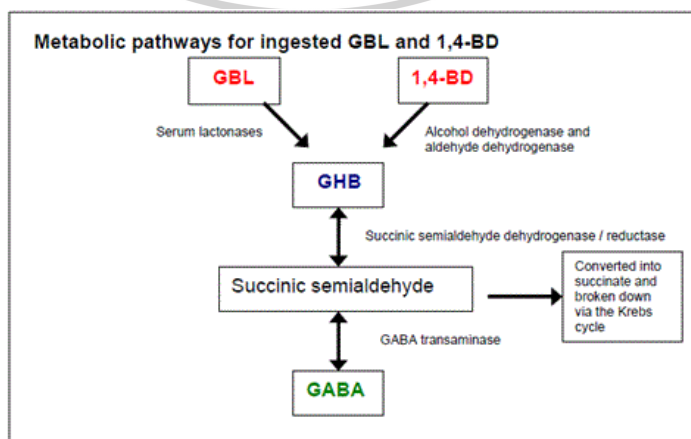 Metabolic pathways for ingested GBL and 1,4-BD
GBL
1,4-BD
Serum lactonases
Alcohol dehydrogenase and
aldehyde dehydrogenase
GHB
Succinic semialdehyde dehydrogenase / reductase
Succinic semialdehyde
Converted into
succinate and
broken down
via the Krebs
cycle
GABA transaminase
GABA